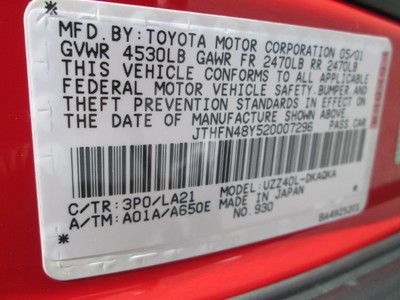 MFD. BY: TOYOTA MOTOR CORPORATION 05/01
GVWR 4530LB GAWR FR 2470LB RR 2470LB
THIS VEHICLE CONFORMS TO ALL APPLICABLE
FEDERAL MOTOR VEHICLE SAFETY, BUMPER, AND
THEFT PREVENTION STANDARDS IN EFFECT ON
THE DATE OF MANUFACTURE SHOWN ABOVE.
JTHFN48Y520007296 PASS CAR
C/TR: 3P0/LA21 MODEL: UZZ40L-DKAQKA
A/TM: A01A/A650E MADE IN JAPAN
NO. 930 BA4925201